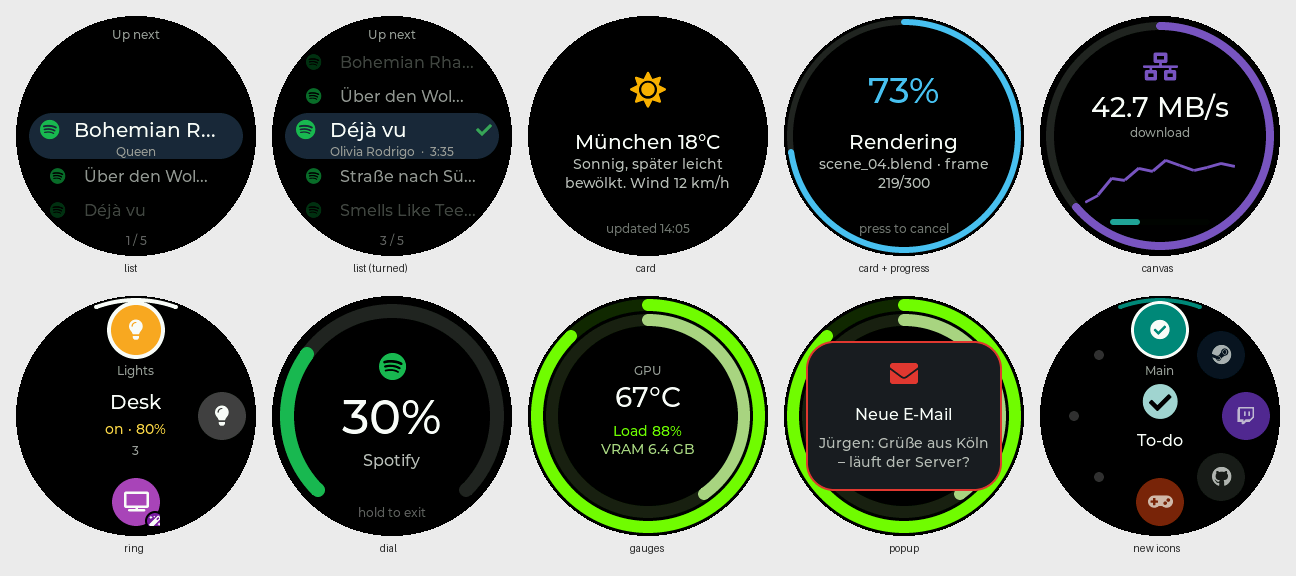 Up next
Bohemian R...
Queen
Über den Wol...
Déjà vu
1 / 5
list
Up next
Bohemian Rha...
Über den Wol...
Déjà vu
Olivia Rodrigo · 3:35
Straße nach Sü...
Smells Like Tee...
3 / 5
list (turned)
München 18°C
Sonnig, später leicht
bewölkt. Wind 12 km/h
updated 14:05
card
73%
Rendering
scene_04.blend · frame
219/300
press to cancel
card + progress
42.7 MB/s
download
canvas
Lights
Desk
on · 80%
3
ring
30%
Spotify
hold to exit
dial
GPU
67°C
Load 88%
VRAM 6.4 GB
gauges
Neue E-Mail
Jürgen: Grüße aus Köln
– läuft der Server?
popup
Main
To-do
new icons